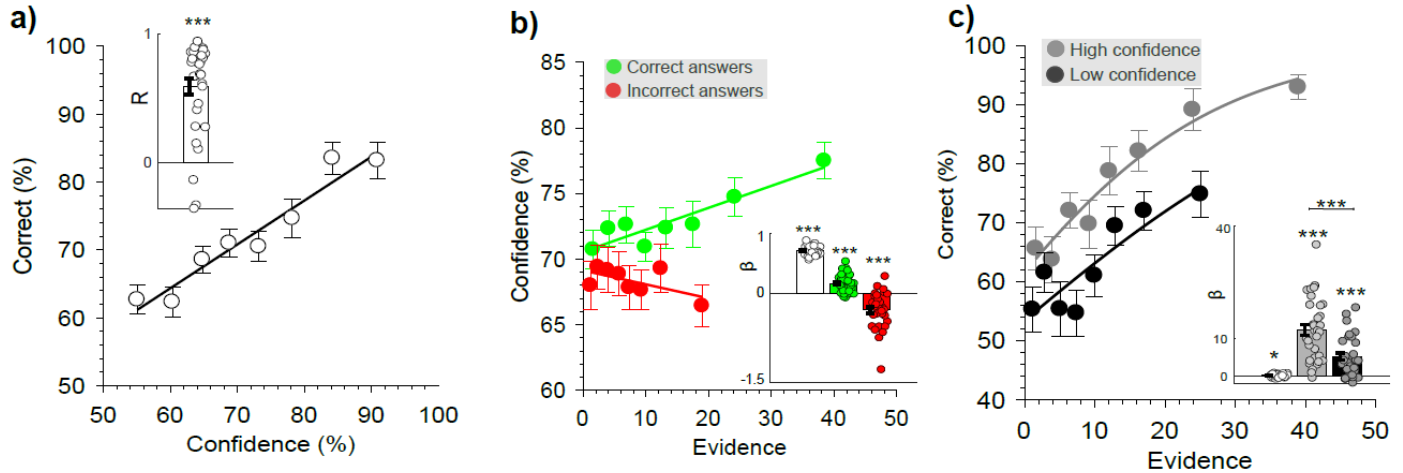 a)
***
1
R
0
100
90
80
70
60
50
Correct (%)
50 60 70 80 90 100
Confidence (%)
b)
Correct answers
Incorrect answers
85
80
75
70
65
60
Confidence (%)
1
β
0
-1.5
***
***
***
0 10 20 30 40 50
Evidence
c)
High confidence
Low confidence
100
90
80
70
60
50
40
Correct (%)
***
***
***
*
40
β
10
0
0 10 20 30 40 50
Evidence